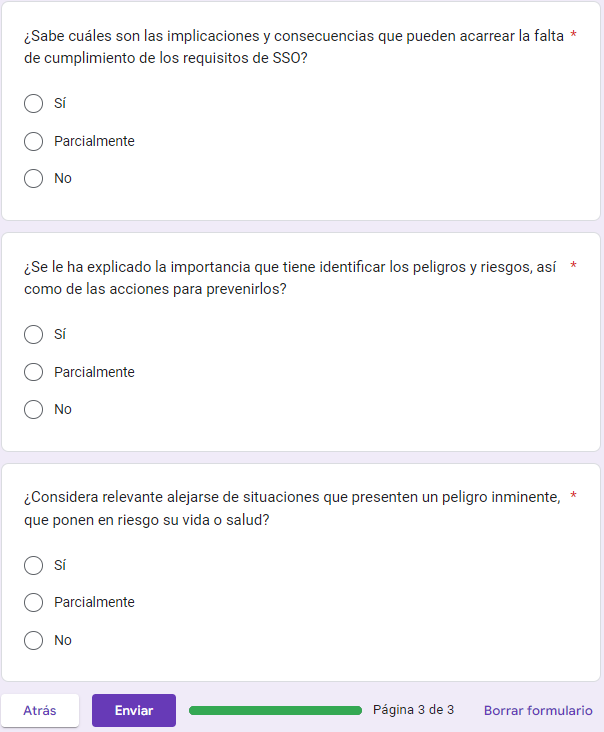 ¿Sabe cuáles son las implicaciones y consecuencias que pueden acarrear la falta *
de cumplimiento de los requisitos de SSO?
Sí
Parcialmente
No
¿Se le ha explicado la importancia que tiene identificar los peligros y riesgos, así *
como de las acciones para prevenirlos?
Sí
Parcialmente
No
¿Considera relevante alejarse de situaciones que presenten un peligro inminente, *
que ponen en riesgo su vida o salud?
Sí
Parcialmente
No
Atrás Enviar Página 3 de 3 Borrar formulario